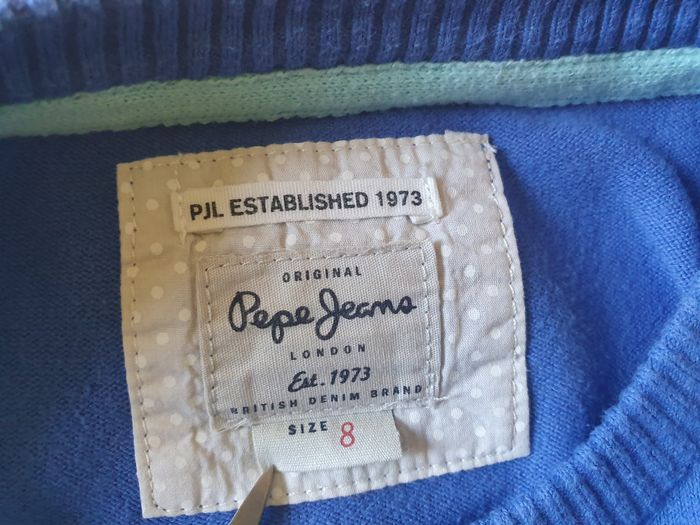 PJL ESTABLISHED 1973
ORIGINAL
Pepe Jeans
LONDON
Est. 1973
BRITISH DENIM BRAND
SIZE 8